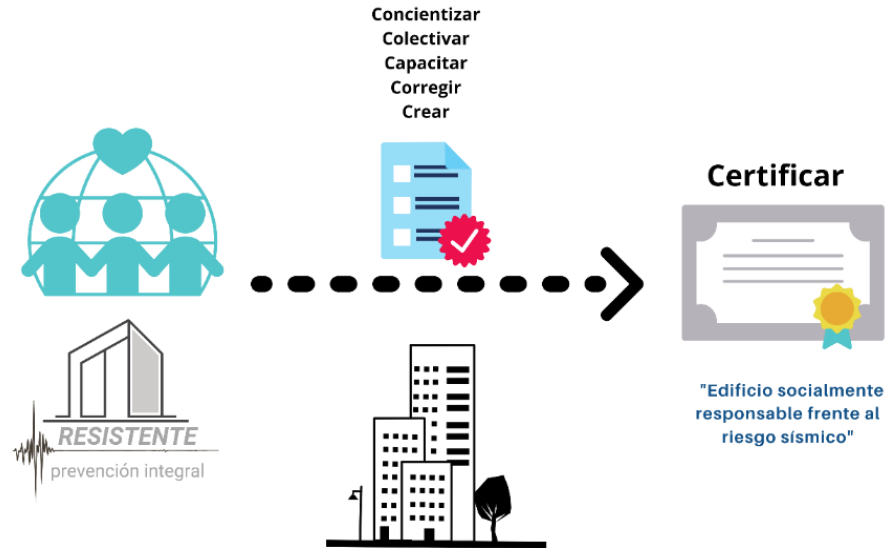 Concientizar
Colectivar
Capacitar
Corregir
Crear
Certificar
RESISTENTE
prevención integral
"Edificio socialmente
responsable frente al
riesgo sísmico"